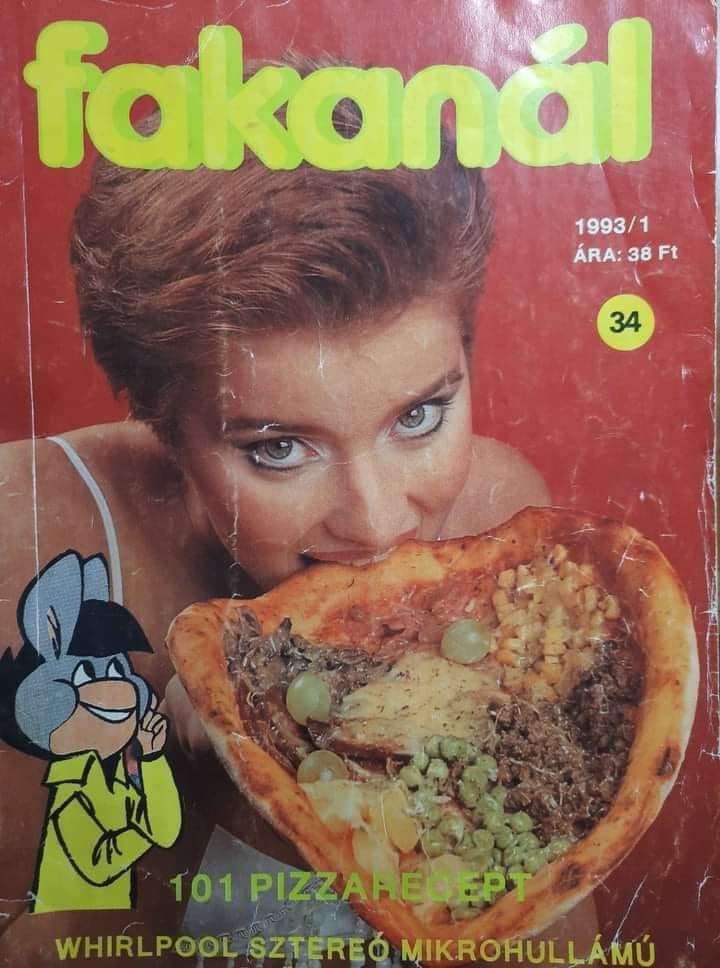 fakanál
1993/1
ÁRA: 38 Ft
34
101 PIZZARECEPT
WHIRLPOOL SZTEREÓ MIKROHULLÁMÚ